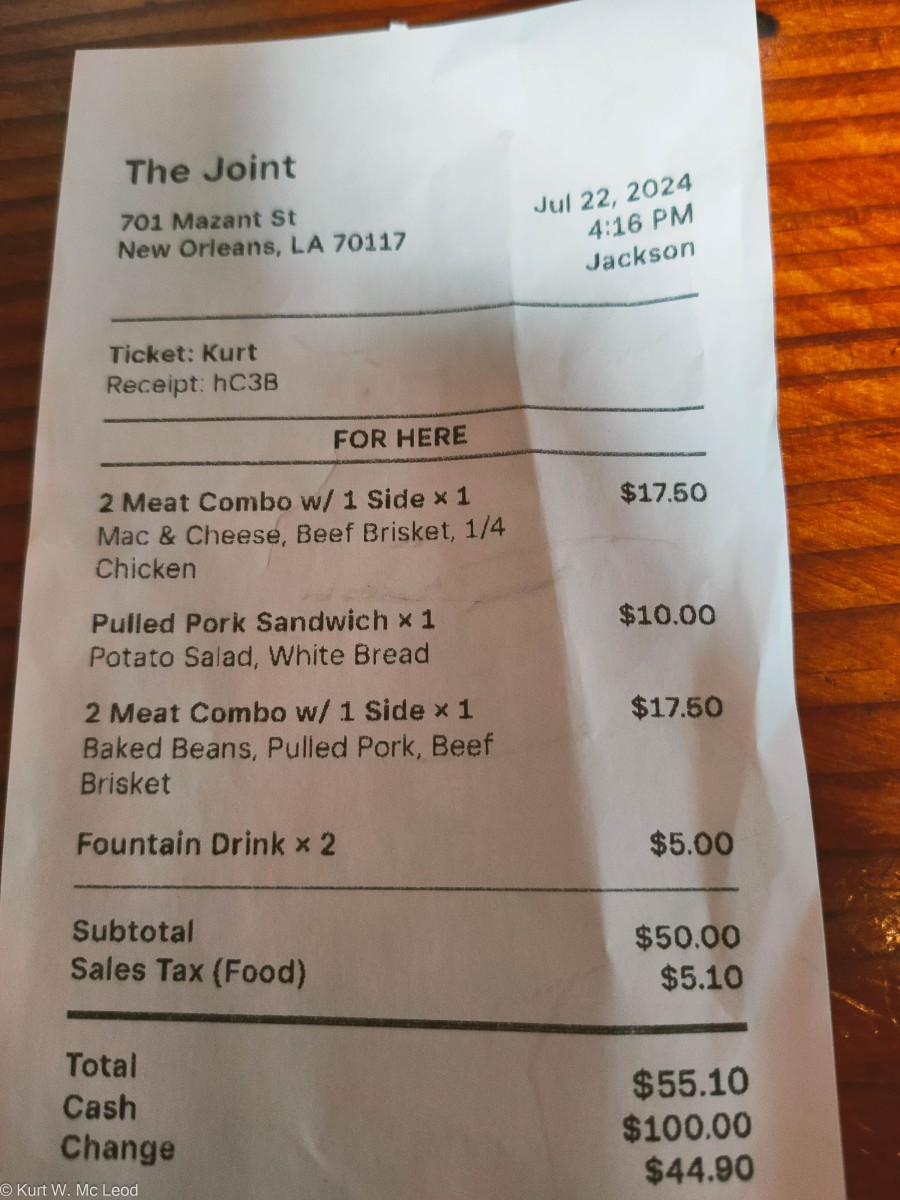 The Joint
701 Mazant St
New Orleans, LA 70117
Jul 22, 2024
4:16 PM
Jackson
Ticket: Kurt
Receipt: hC3B
FOR HERE
2 Meat Combo w/ 1 Side × 1 $17.50
Mac & Cheese, Beef Brisket, 1/4
Chicken
Pulled Pork Sandwich × 1 $10.00
Potato Salad, White Bread
2 Meat Combo w/ 1 Side × 1 $17.50
Baked Beans, Pulled Pork, Beef
Brisket
Fountain Drink × 2 $5.00
Subtotal $50.00
Sales Tax (Food) $5.10
Total $55.10
Cash $100.00
Change $44.90
© Kurt W. Mc Leod